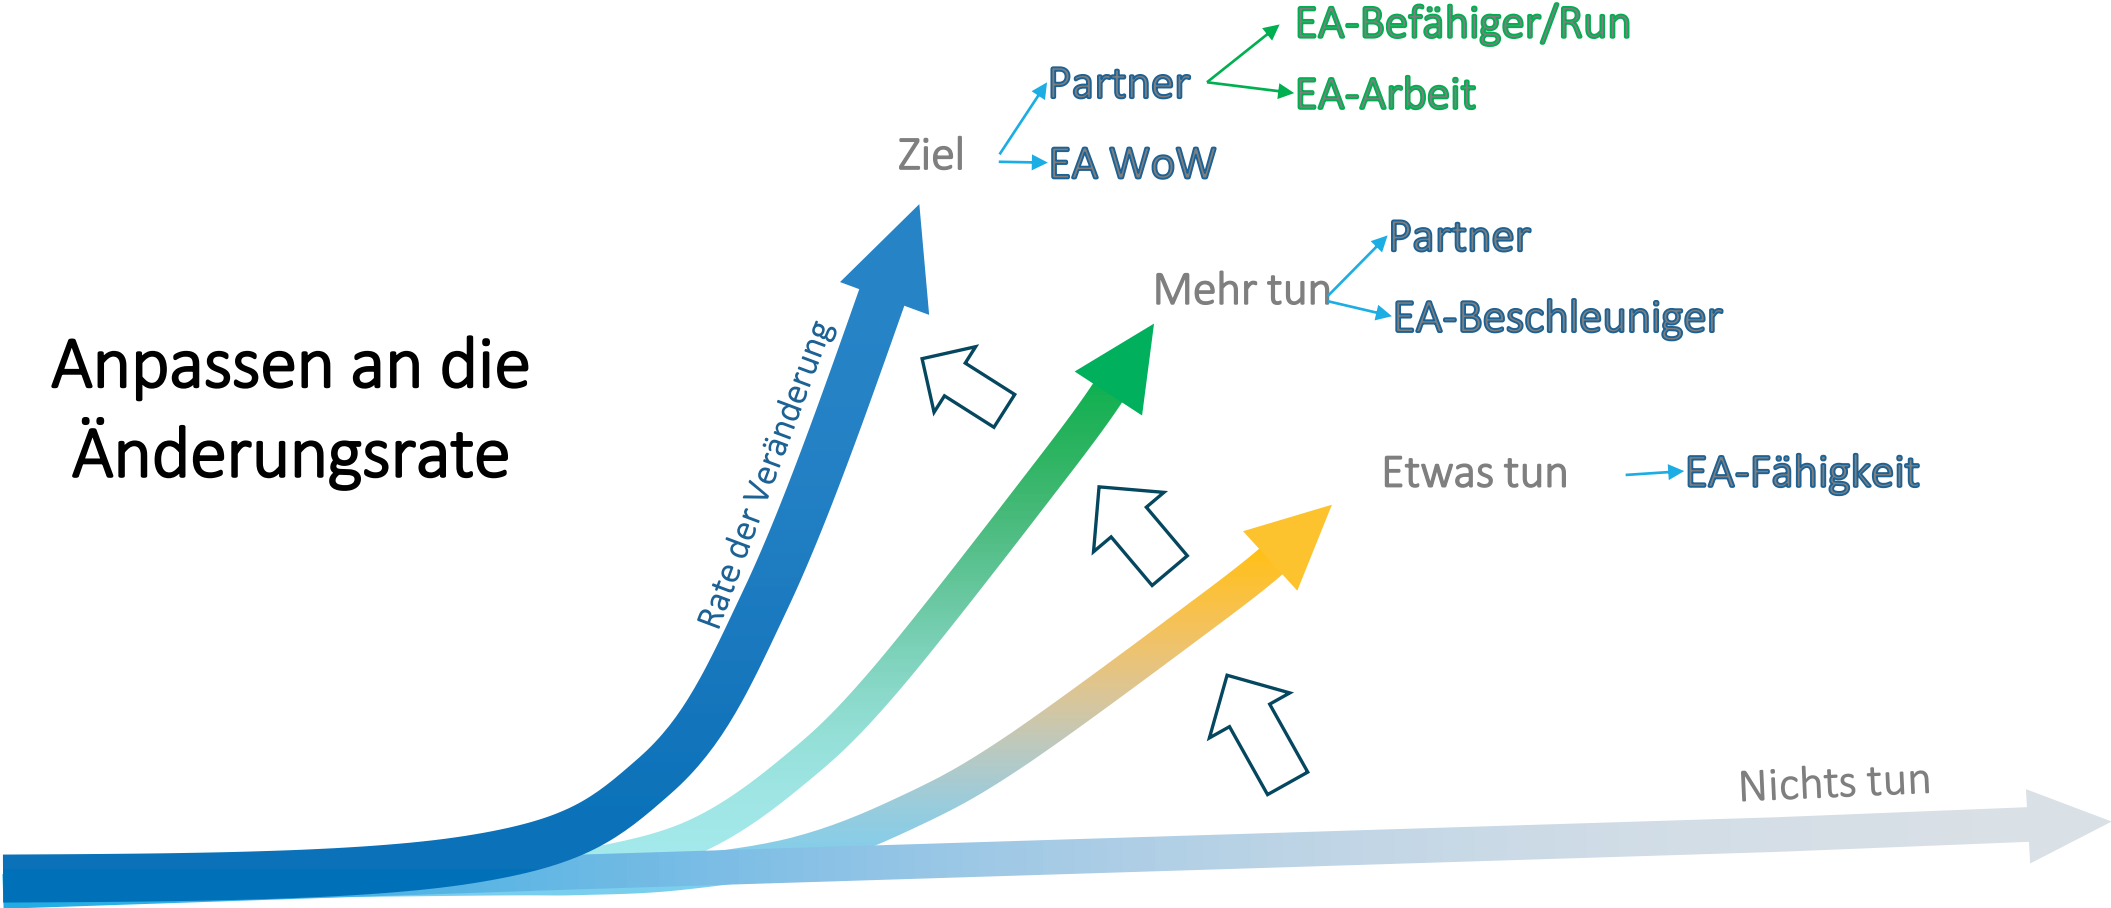 EA-Befähiger/Run
Partner
EA-Arbeit
Ziel
EA WoW
Partner
Mehr tun
EA-Beschleuniger
Anpassen an die
Änderungsrate
Rate der Veränderung
Etwas tun
EA-Fähigkeit
Nichts tun